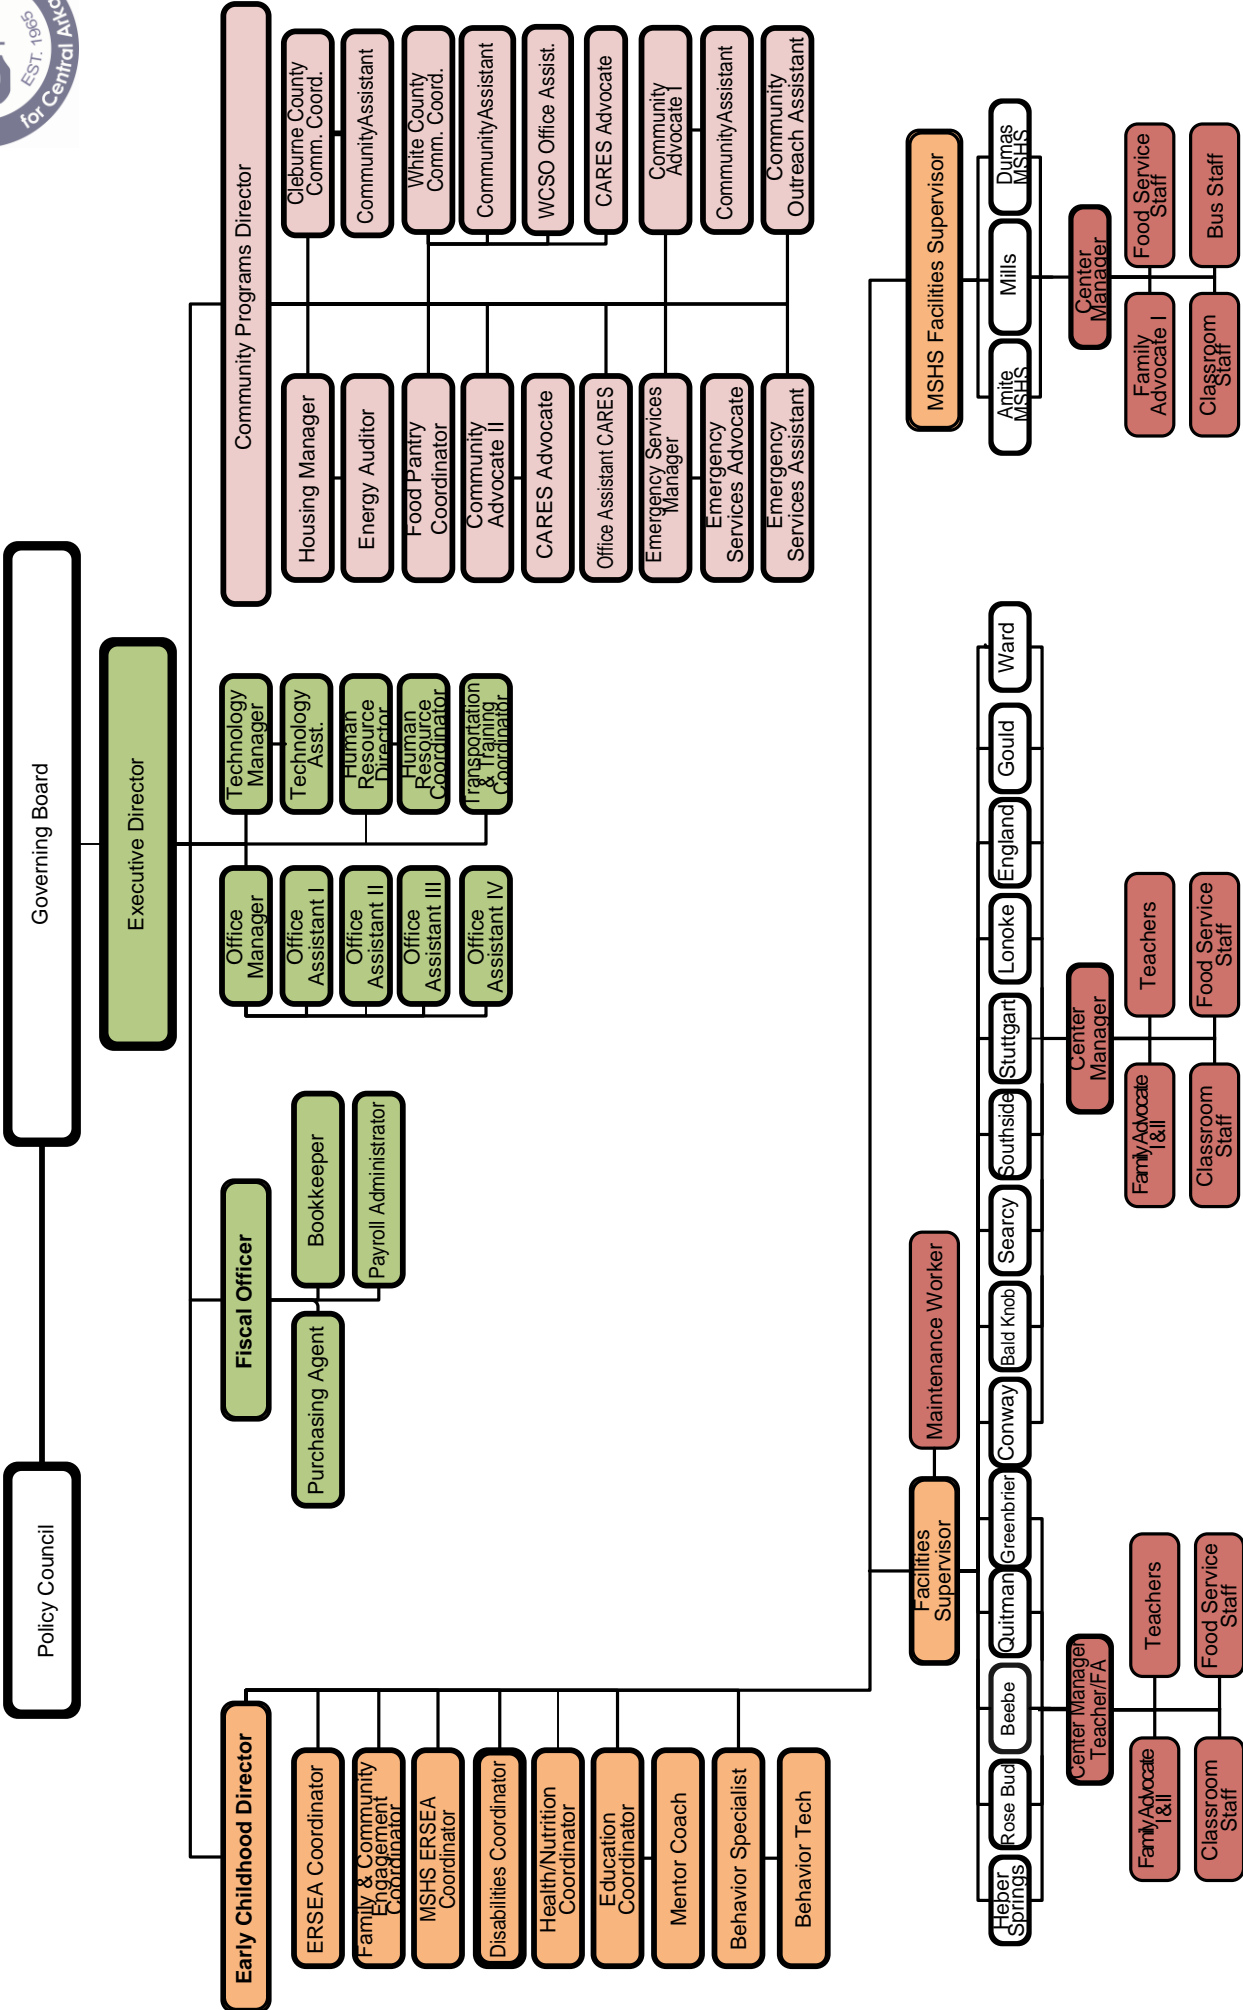 EST. 1965
for Central Arka
Policy Council
Governing Board
Executive Director
Early Childhood Director
Fiscal Officer
Community Programs Director
ERSEA Coordinator
Family & Community
Engagement
Coordinator
MSHS ERSEA
Coordinator
Disabilities Coordinator
Health/Nutrition
Coordinator
Education
Coordinator
Mentor Coach
Behavior Specialist
Behavior Tech
Purchasing Agent
Bookkeeper
Payroll Administrator
Office
Manager
Office
Assistant I
Office
Assistant II
Office
Assistant III
Office
Assistant IV
Technology
Manager
Technology
Asst.
Human
Resource
Director
Human
Resource
Coordinator
Transportation
& Training
Coordinator
Housing Manager
Energy Auditor
Food Pantry
Coordinator
Community
Advocate II
CARES Advocate
Office Assistant CARES
Emergency Services
Manager
Emergency
Services Advocate
Emergency
Services Assistant
Cleburne County
Comm. Coord.
CommunityAssistant
White County
Comm. Coord.
CommunityAssistant
WCSO Office Assist.
CARES Advocate
Community
Advocate I
CommunityAssistant
Community
Outreach Assistant
Facilities
Supervisor
Maintenance Worker
MSHS Facilities Supervisor
Heber
Springs
Rose Bud
Beebe
Quitman
Greenbrier
Conway
Bald Knob
Searcy
Southside
Stuttgart
Lonoke
England
Gould
Ward
Amite
MSHS
Mills
Dumas
MSHS
Center Manager
Teacher/FA
Family Advocate
I&II
Teachers
Classroom
Staff
Food Service
Staff
Center
Manager
Family Advocate
I&II
Teachers
Classroom
Staff
Food Service
Staff
Center
Manager
Family
Advocate I
Food Service
Staff
Classroom
Staff
Bus Staff